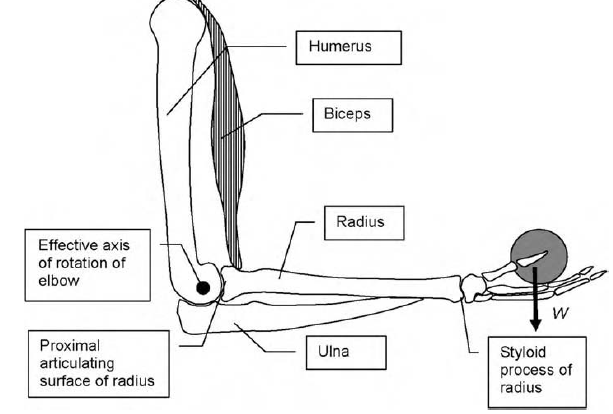 Humerus
Biceps
Radius
Effective axis
of rotation of
elbow
W
Proximal
articulating
surface of radius
Ulna
Styloid
process of
radius